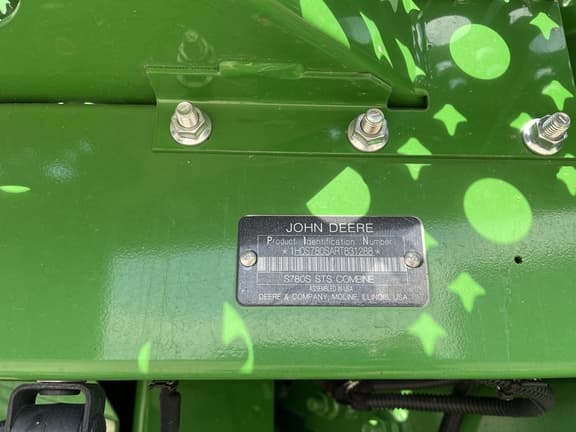 JOHN DEERE
Product Identification Number
*1H0S780SART831288*
S780S STS COMBINE
ASSEMBLED IN USA
DEERE & COMPANY, MOLINE, ILLINOIS, USA